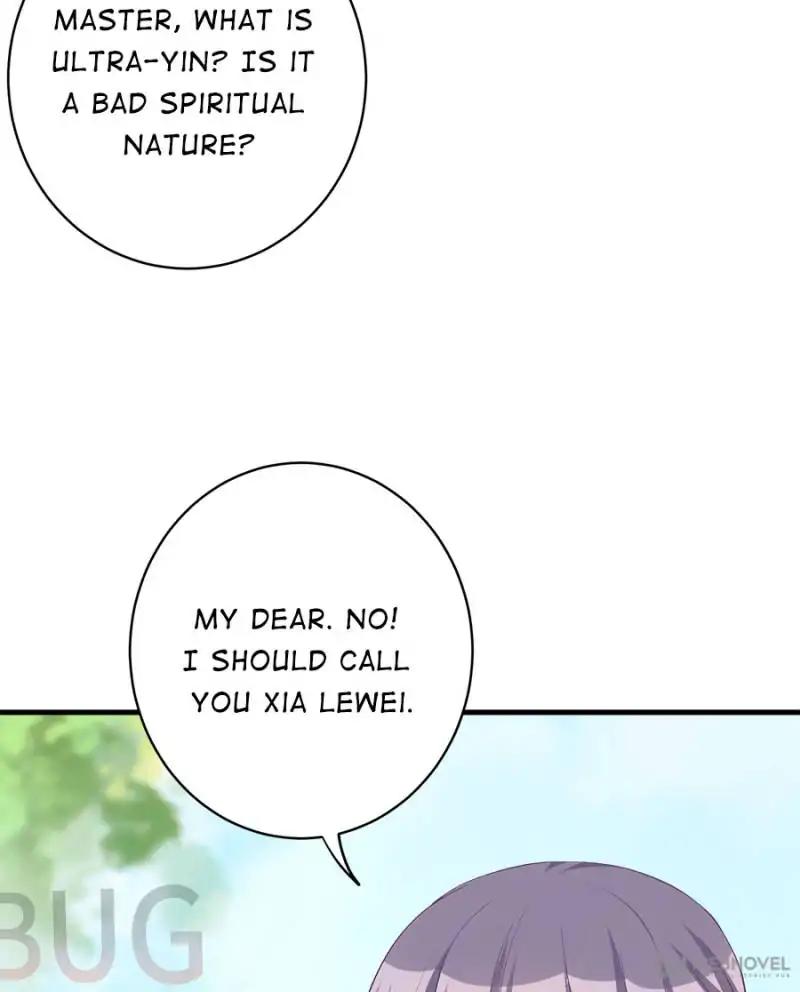 MASTER, WHAT IS
ULTRA-YIN? IS IT
A BAD SPIRITUAL
NATURE?
MY DEAR. NO!
I SHOULD CALL
YOU XIA LEWEI.
BUG
NOVEL